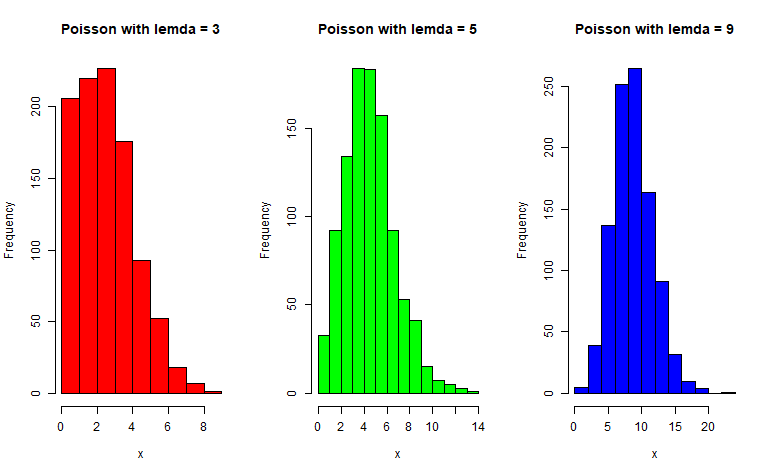 Poisson with lemda = 3
Frequency
0 50 100 150 200
0 2 4 6 8
x
Poisson with lemda = 5
Frequency
0 50 100 150
0 2 4 6 8 10 14
x
Poisson with lemda = 9
Frequency
0 50 100 150 200 250
0 5 10 15 20
x